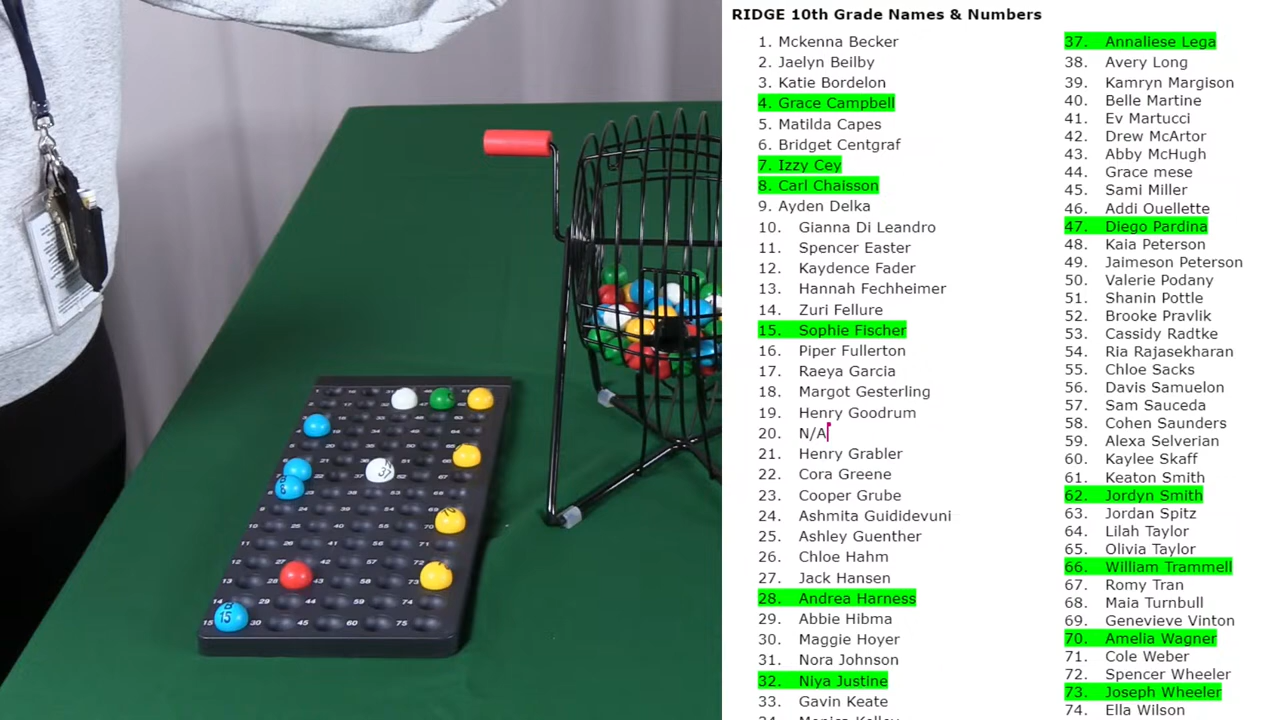 RIDGE 10th Grade Names & Numbers
1. Mckenna Becker
2. Jaelyn Beilby
3. Katie Bordelon
4. Grace Campbell
5. Matilda Capes
6. Bridget Centgraf
7. Izzy Cey
8. Carl Chaisson
9. Ayden Delka
10. Gianna Di Leandro
11. Spencer Easter
12. Kaydence Fader
13. Hannah Fechheimer
14. Zuri Fellure
15. Sophie Fischer
16. Piper Fullerton
17. Raeya Garcia
18. Margot Gesterling
19. Henry Goodrum
20. N/A
21. Henry Grabler
22. Cora Greene
23. Cooper Grube
24. Ashmita Guididevuni
25. Ashley Guenther
26. Chloe Hahm
27. Jack Hansen
28. Andrea Harness
29. Abbie Hibma
30. Maggie Hoyer
31. Nora Johnson
32. Niya Justine
33. Gavin Keate
37. Annaliese Lega
38. Avery Long
39. Kamryn Margison
40. Belle Martine
41. Ev Martucci
42. Drew McArtor
43. Abby McHugh
44. Grace mese
45. Sami Miller
46. Addi Ouellette
47. Diego Pardina
48. Kaia Peterson
49. Jaimeson Peterson
50. Valerie Podany
51. Shanin Pottle
52. Brooke Pravlik
53. Cassidy Radtke
54. Ria Rajasekharan
55. Chloe Sacks
56. Davis Samuelon
57. Sam Sauceda
58. Cohen Saunders
59. Alexa Selverian
60. Kaylee Skaff
61. Keaton Smith
62. Jordyn Smith
63. Jordan Spitz
64. Lilah Taylor
65. Olivia Taylor
66. William Trammell
67. Romy Tran
68. Maia Turnbull
69. Genevieve Vinton
70. Amelia Wagner
71. Cole Weber
72. Spencer Wheeler
73. Joseph Wheeler
74. Ella Wilson